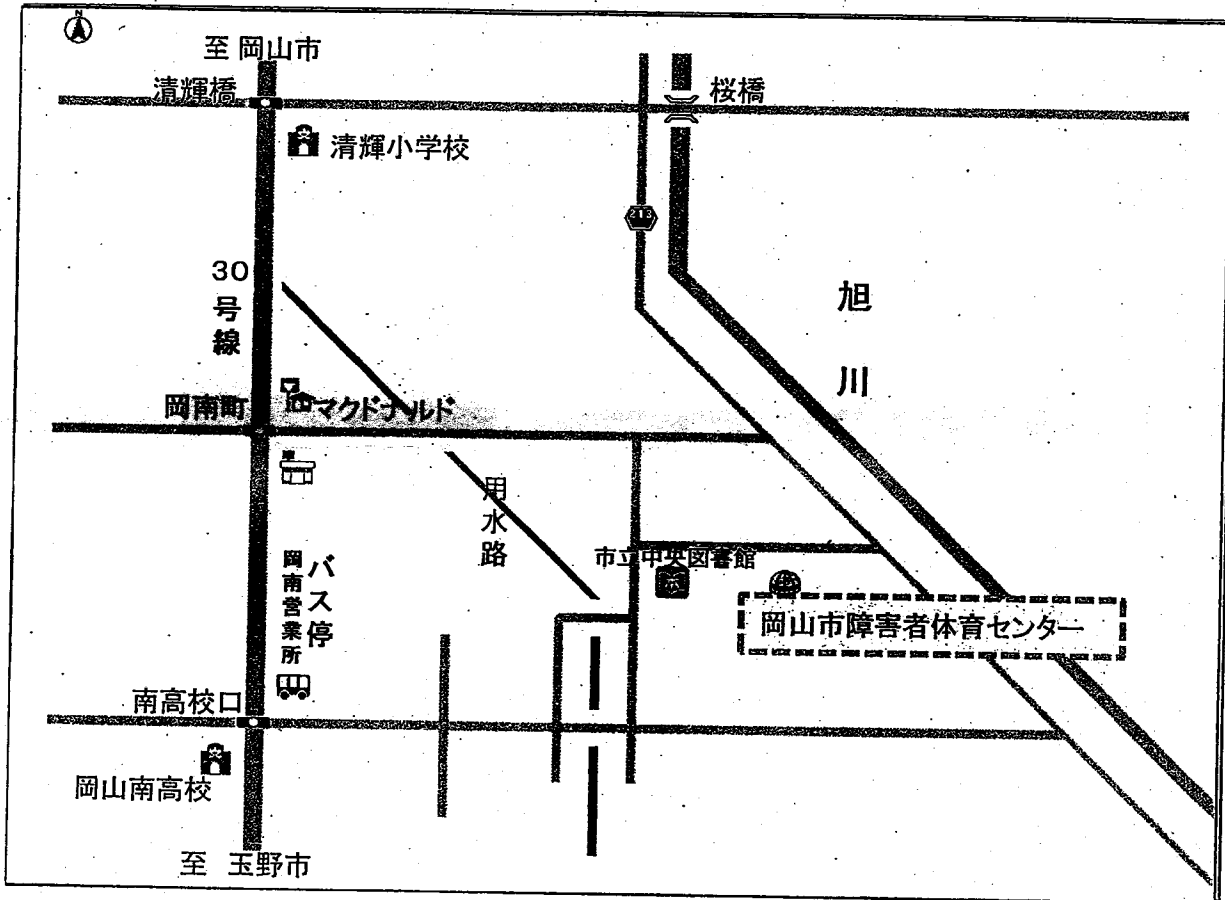 N
至 岡山市
清輝橋
桜橋
清輝小学校
213
30号線
旭川
岡南町
マクドナルド
用水路
市立中央図書館
岡山市障害者体育センター
バス停
岡南営業所
南高校口
岡山南高校
至 玉野市